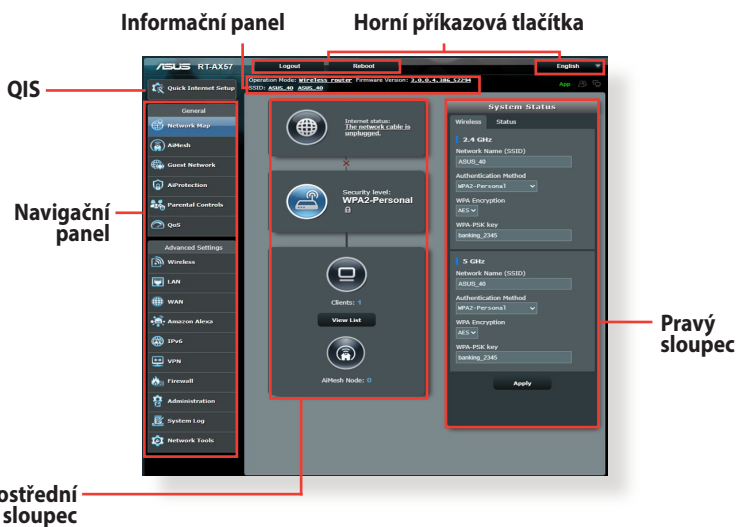 Informační panel
Horní příkazová tlačítka
QIS
Navigační
panel
Pravý
sloupec
ostřední
sloupec
ASUS RT-AX57
Logout
Reboot
English
Quick Internet Setup
Operation Mode: Wireless router Firmware Version: 3.0.0.4.386_52294
SSID: ASUS_40 ASUS_40
App
General
Network Map
AiMesh
Guest Network
AiProtection
Parental Controls
QoS
Advanced Settings
Wireless
LAN
WAN
Amazon Alexa
IPv6
VPN
Firewall
Administration
System Log
Network Tools
Internet status:
The network cable is
unplugged.
Security level:
WPA2-Personal
Clients: 1
View List
AiMesh Node: 0
System Status
Wireless
Status
2.4 GHz
Network Name (SSID)
ASUS_40
Authentication Method
WPA2-Personal
WPA Encryption
AES
WPA-PSK key
banking_2345
5 GHz
Network Name (SSID)
ASUS_40
Authentication Method
WPA2-Personal
WPA Encryption
AES
WPA-PSK key
banking_2345
Apply